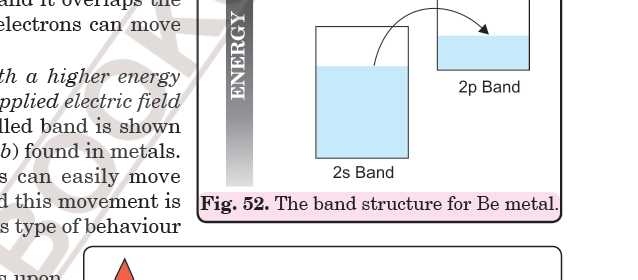 and it overlaps the
electrons can move
th a higher energy
pplied electric field
lled band is shown
b) found in metals.
s can easily move
d this movement is
s type of behaviour
s upon
ENERGY
2p Band
2s Band
Fig. 52. The band structure for Be metal.
BOOK